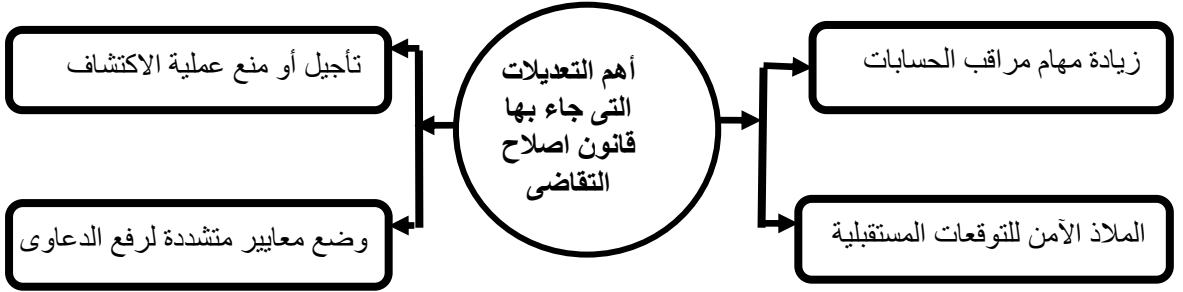 أهم التعديلات
التى جاء بها
قانون اصلاح
التقاضى
زيادة مهام مراقب الحسابات
تأجيل أو منع عملية الاكتشاف
الملاذ الآمن للتوقعات المستقبلية
وضع معايير متشددة لرفع الدعاوى